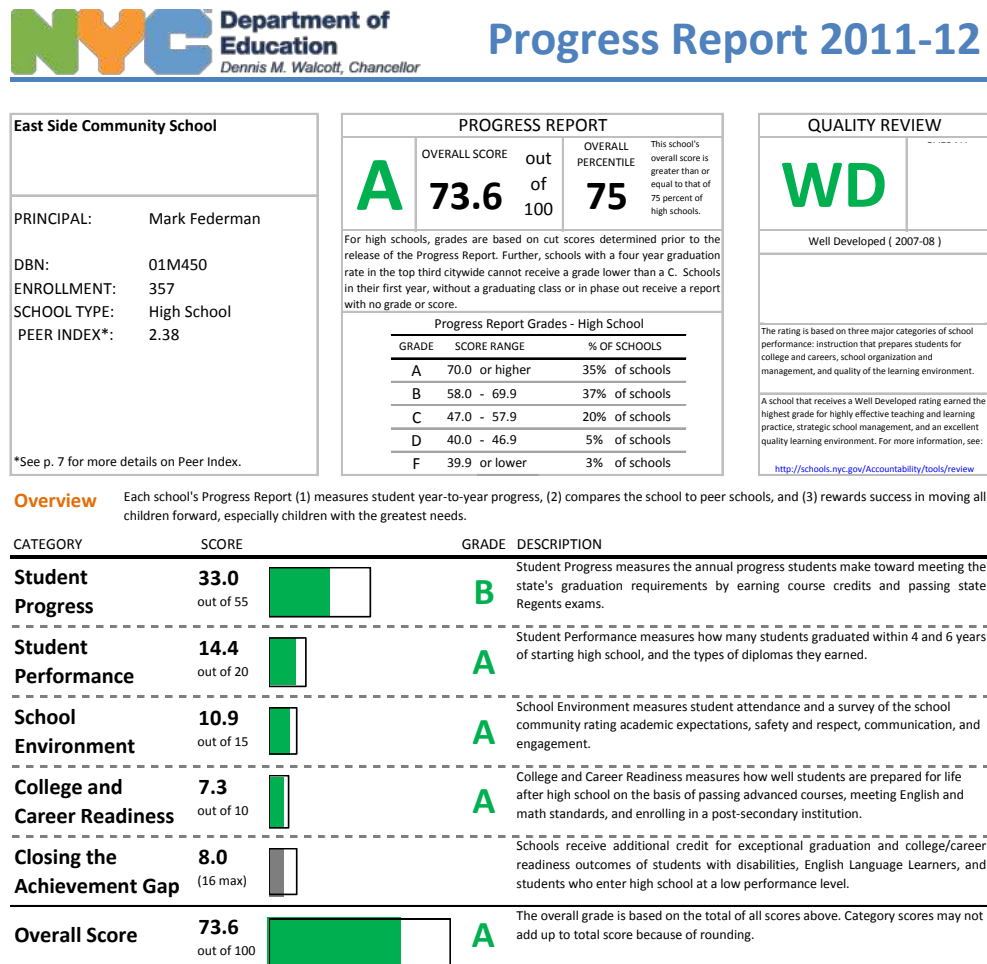 NYC Department of
Education
Dennis M. Walcott, Chancellor
Progress Report 2011-12
East Side Community School
PRINCIPAL: Mark Federman
DBN: 01M450
ENROLLMENT: 357
SCHOOL TYPE: High School
PEER INDEX*: 2.38
*See p. 7 for more details on Peer Index.
PROGRESS REPORT
A
OVERALL SCORE
73.6
out
of
100
OVERALL
PERCENTILE
75
This school's
overall score is
greater than or
equal to that of
75 percent of
high schools.
For high schools, grades are based on cut scores determined prior to the
release of the Progress Report. Further, schools with a four year graduation
rate in the top third citywide cannot receive a grade lower than a C. Schools
in their first year, without a graduating class or in phase out receive a report
with no grade or score.
Progress Report Grades - High School
GRADE SCORE RANGE % OF SCHOOLS
A 70.0 or higher 35% of schools
B 58.0 - 69.9 37% of schools
C 47.0 - 57.9 20% of schools
D 40.0 - 46.9 5% of schools
F 39.9 or lower 3% of schools
QUALITY REVIEW
WD
Well Developed ( 2007-08 )
The rating is based on three major categories of school
performance: instruction that prepares students for
college and careers, school organization and
management, and quality of the learning environment.
A school that receives a Well Developed rating earned the
highest grade for highly effective teaching and learning
practice, strategic school management, and an excellent
quality learning environment. For more information, see:
http://schools.nyc.gov/Accountability/tools/review
Overview
Each school's Progress Report (1) measures student year-to-year progress, (2) compares the school to peer schools, and (3) rewards success in moving all
children forward, especially children with the greatest needs.
CATEGORY SCORE GRADE DESCRIPTION
Student
Progress
33.0
out of 55
B
Student Progress measures the annual progress students make toward meeting the
state's graduation requirements by earning course credits and passing state
Regents exams.
Student
Performance
14.4
out of 20
A
Student Performance measures how many students graduated within 4 and 6 years
of starting high school, and the types of diplomas they earned.
School
Environment
10.9
out of 15
A
School Environment measures student attendance and a survey of the school
community rating academic expectations, safety and respect, communication, and
engagement.
College and
Career Readiness
7.3
out of 10
A
College and Career Readiness measures how well students are prepared for life
after high school on the basis of passing advanced courses, meeting English and
math standards, and enrolling in a post-secondary institution.
Closing the
Achievement Gap
8.0
(16 max)
Schools receive additional credit for exceptional graduation and college/career
readiness outcomes of students with disabilities, English Language Learners, and
students who enter high school at a low performance level.
Overall Score
73.6
out of 100
A
The overall grade is based on the total of all scores above. Category scores may not
add up to total score because of rounding.